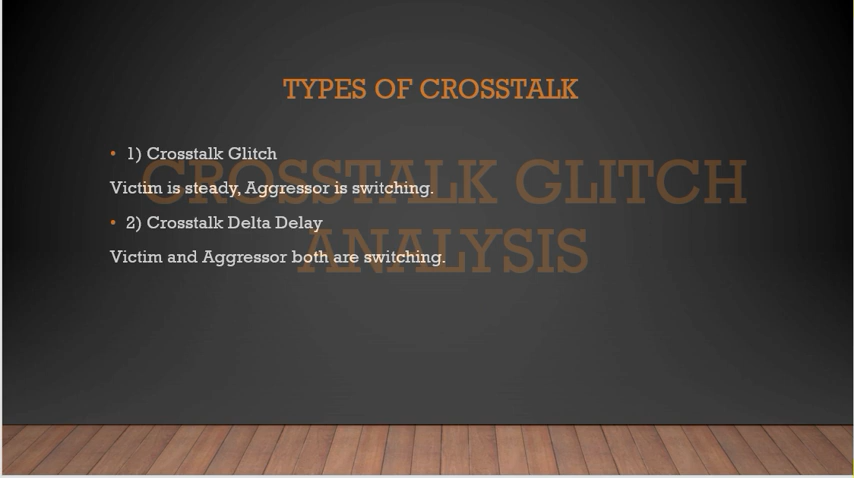 TYPES OF CROSSTALK
• 1) Crosstalk Glitch
Victim is steady, Aggressor is switching.
• 2) Crosstalk Delta Delay
Victim and Aggressor both are switching.
CROSSTALK GLITCH
ANALYSIS